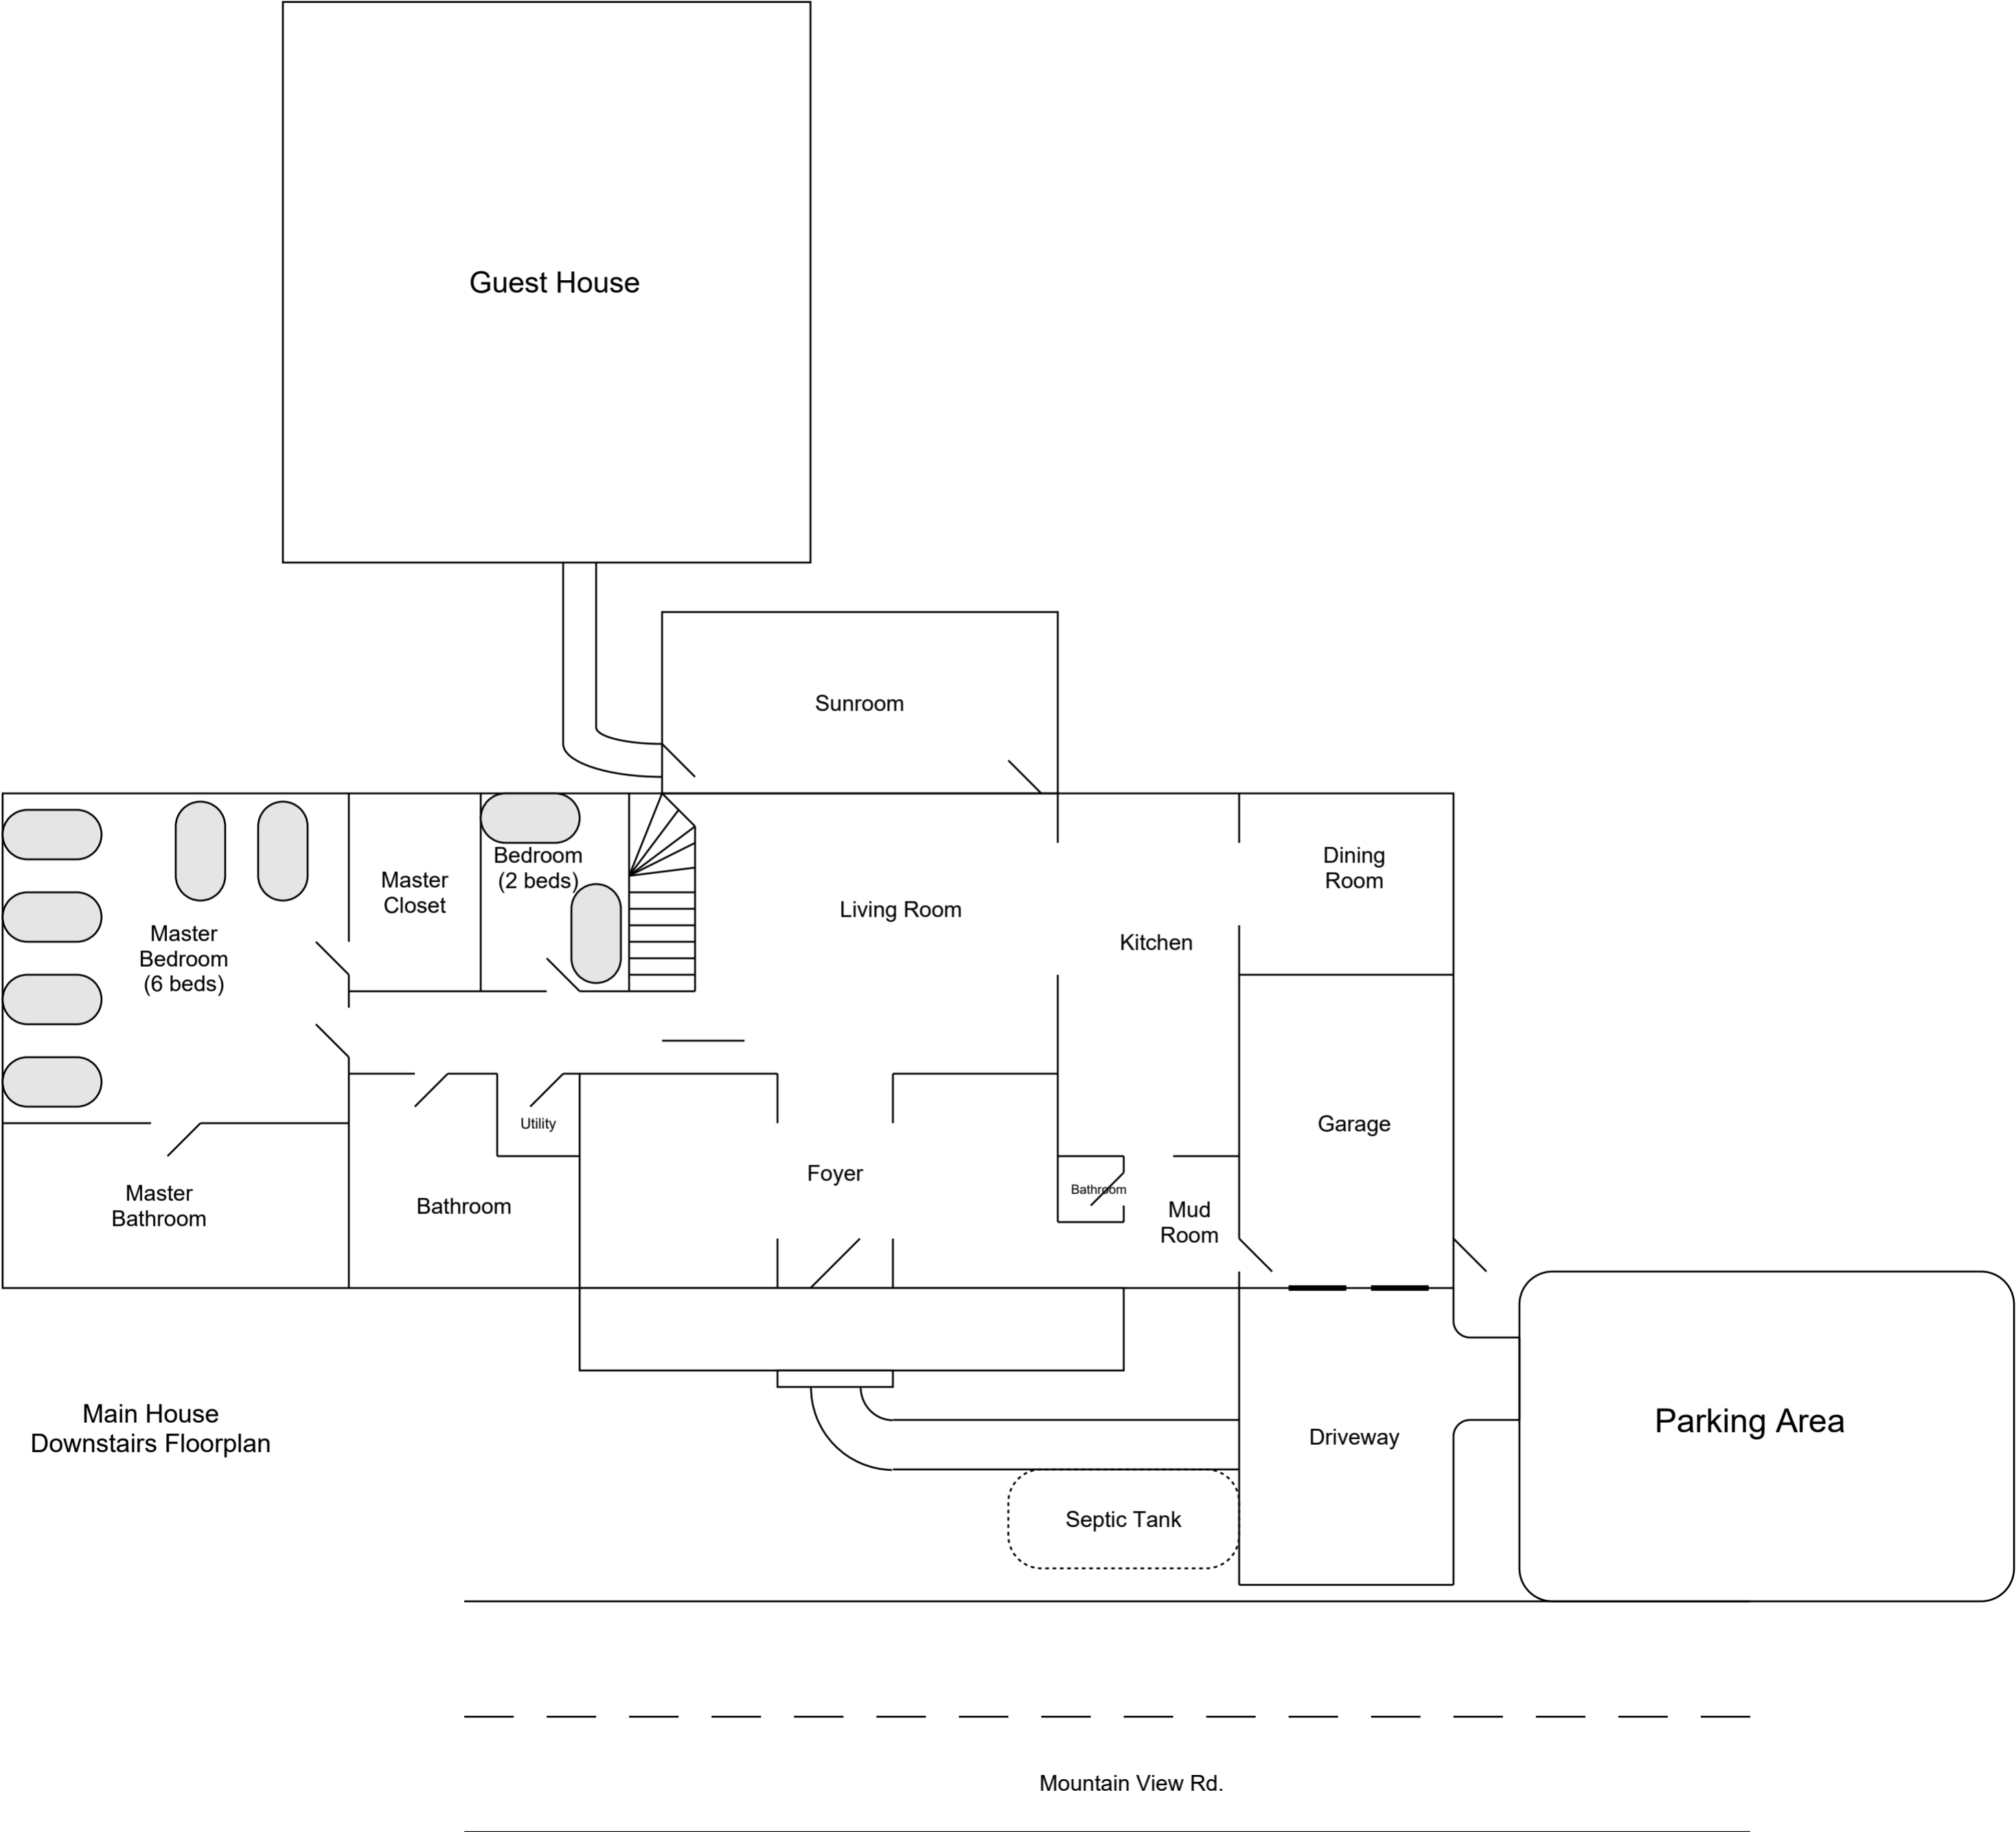 Guest House
Sunroom
Master
Closet
Bedroom
(2 beds)
Living Room
Kitchen
Dining
Room
Master
Bedroom
(6 beds)
Utility
Garage
Foyer
Bathroom
Master
Bathroom
Bathroom
Mud
Room
Main House
Downstairs Floorplan
Driveway
Parking Area
Septic Tank
Mountain View Rd.